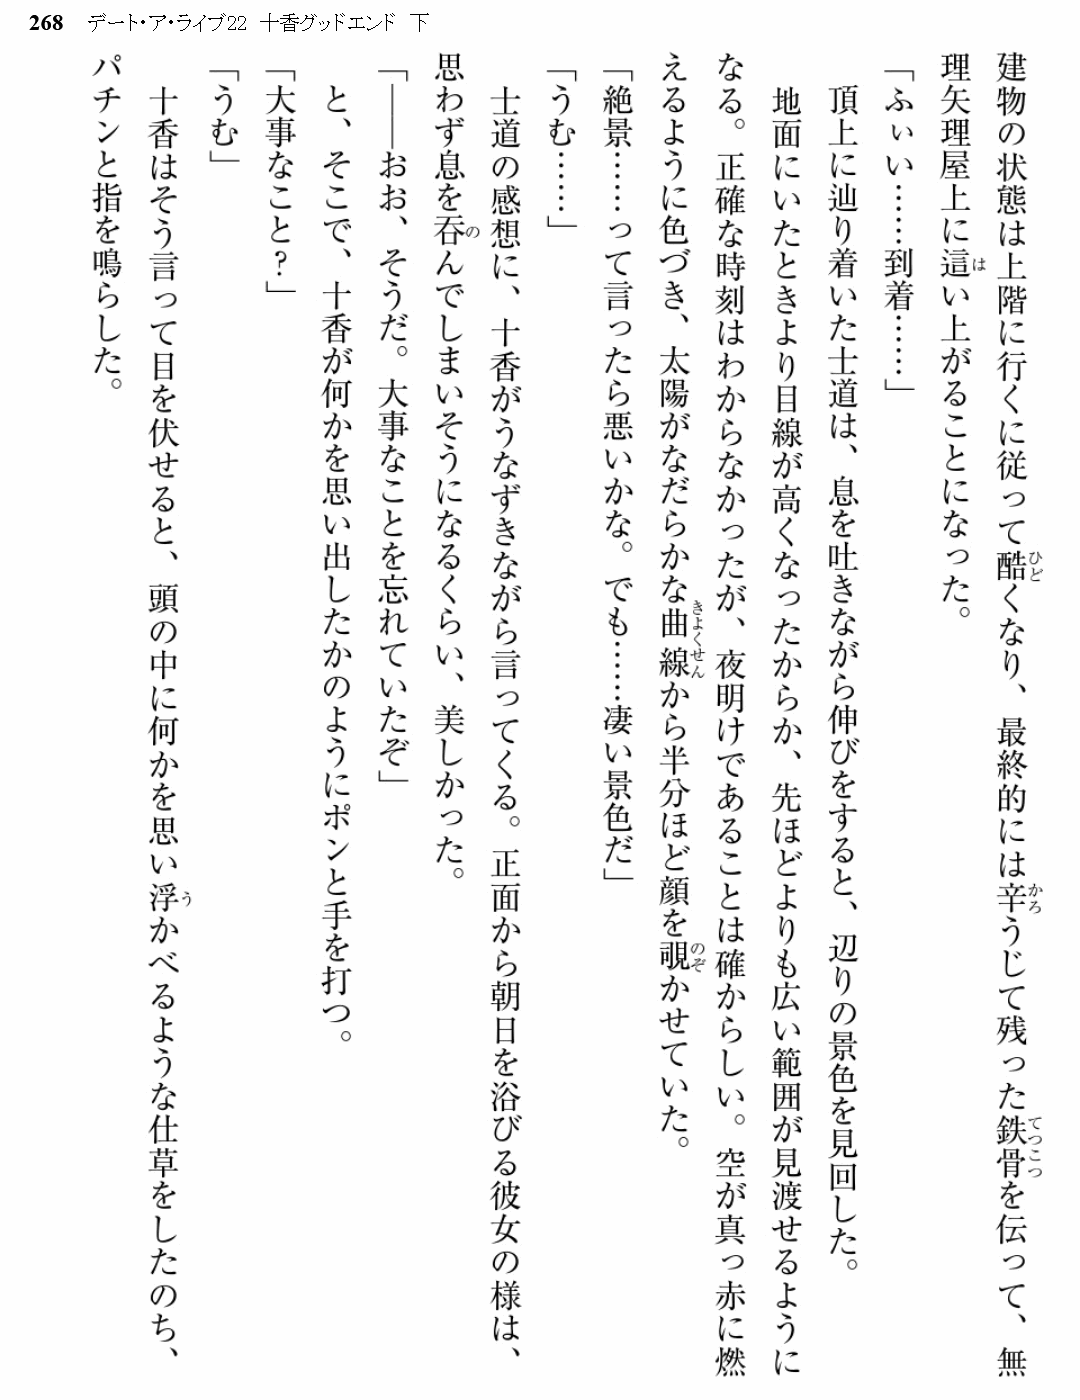 268 デート・ア・ライブ22 十香グッドエンド 下
建物の状態は上階に行くに従って酷くなり、最終的には辛うじて残った鉄骨を伝って、無
理矢理屋上に這い上がることになった。
「ふぃい……到着……」
頂上に辿り着いた士道は、息を吐きながら伸びをすると、辺りの景色を見回した。
地面にいたときより目線が高くなったからか、先ほどよりも広い範囲が見渡せるように
なる。正確な時刻はわからなかったが、夜明けであることは確からしい。空が真っ赤に燃
えるように色づき、太陽がなだらかな曲線から半分ほど顔を覗かせていた。
「絶景……って言ったら悪いかな。でも……凄い景色だ」
「うむ……」
士道の感想に、十香がうなずきながら言ってくる。正面から朝日を浴びる彼女の様は、
思わず息を呑んでしまいそうになるくらい、美しかった。
「――おお、そうだ。大事なことを忘れていたぞ」
と、そこで、十香が何かを思い出したかのようにポンと手を打つ。
「大事なこと?」
「うむ」
十香はそう言って目を伏せると、頭の中に何かを思い浮かべるような仕草をしたのち、
パチンと指を鳴らした。